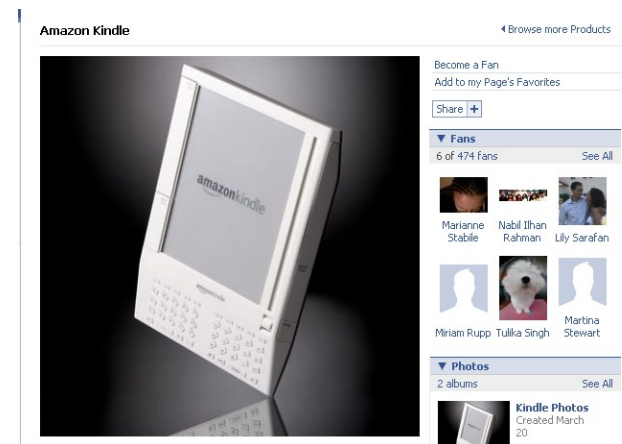 Amazon Kindle
Browse more Products
amazonkindle
amazonkindle
Become a Fan
Add to my Page's Favorites
Share +
Fans
6 of 474 fans See All
Marianne
Stabile
Nabil Ilhan
Rahman
Lily Sarafan
Miriam Rupp
Tulika Singh
Martina
Stewart
Photos
2 albums See All
Kindle Photos
Created March
20